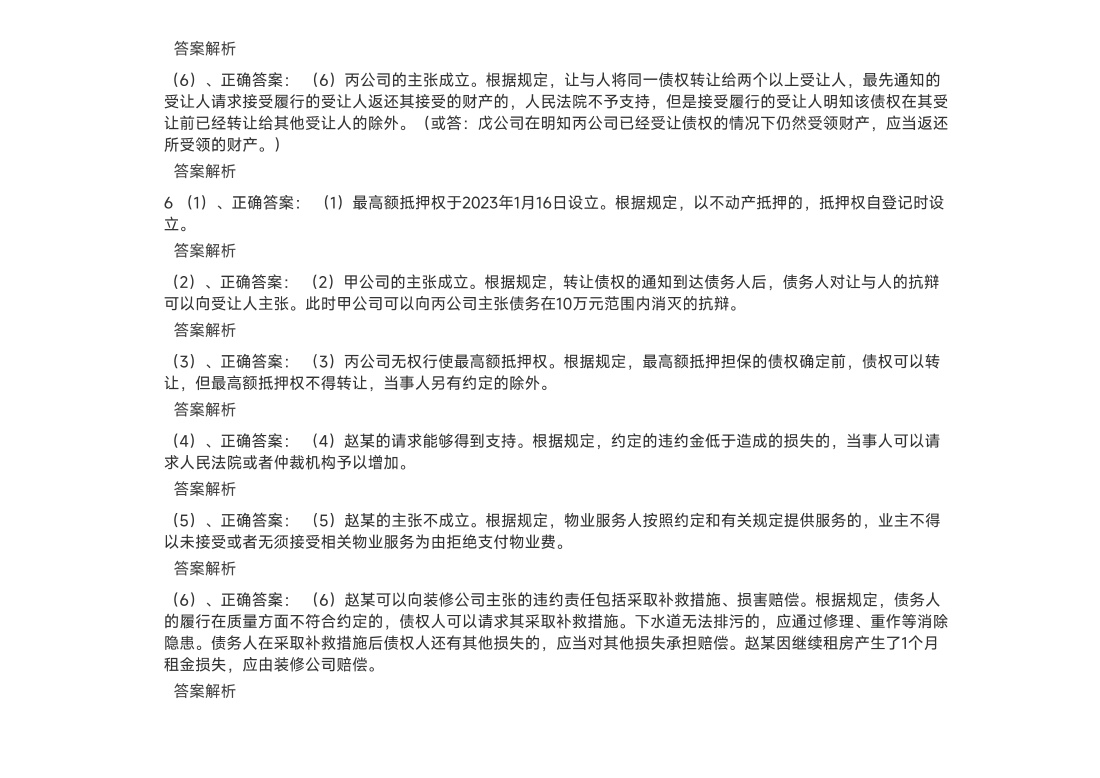 答案解析
（6）、正确答案： （6）丙公司的主张成立。根据规定，让与人将同一债权转让给两个以上受让人，最先通知的
受让人请求接受履行的受让人返还其接受的财产的，人民法院不予支持，但是接受履行的受让人明知该债权在其受
让前已经转让给其他受让人的除外。（或答：戊公司在明知丙公司已经受让债权的情况下仍然受领财产，应当返还
所受领的财产。）
答案解析
6 （1）、正确答案： （1）最高额抵押权于2023年1月16日设立。根据规定，以不动产抵押的，抵押权自登记时设
立。
答案解析
（2）、正确答案： （2）甲公司的主张成立。根据规定，转让债权的通知到达债务人后，债务人对让与人的抗辩
可以向受让人主张。此时甲公司可以向丙公司主张债务在10万元范围内消灭的抗辩。
答案解析
（3）、正确答案： （3）丙公司无权行使最高额抵押权。根据规定，最高额抵押担保的债权确定前，债权可以转
让，但最高额抵押权不得转让，当事人另有约定的除外。
答案解析
（4）、正确答案： （4）赵某的请求能够得到支持。根据规定，约定的违约金低于造成的损失的，当事人可以请
求人民法院或者仲裁机构予以增加。
答案解析
（5）、正确答案： （5）赵某的主张不成立。根据规定，物业服务人按照约定和有关规定提供服务的，业主不得
以未接受或者无须接受相关物业服务为由拒绝支付物业费。
答案解析
（6）、正确答案： （6）赵某可以向装修公司主张的违约责任包括采取补救措施、损害赔偿。根据规定，债务人
的履行在质量方面不符合约定的，债权人可以请求其采取补救措施。下水道无法排污的，应通过修理、重作等消除
隐患。债务人在采取补救措施后债权人还有其他损失的，应当对其他损失承担赔偿。赵某因继续租房产生了1个月
租金损失，应由装修公司赔偿。
答案解析